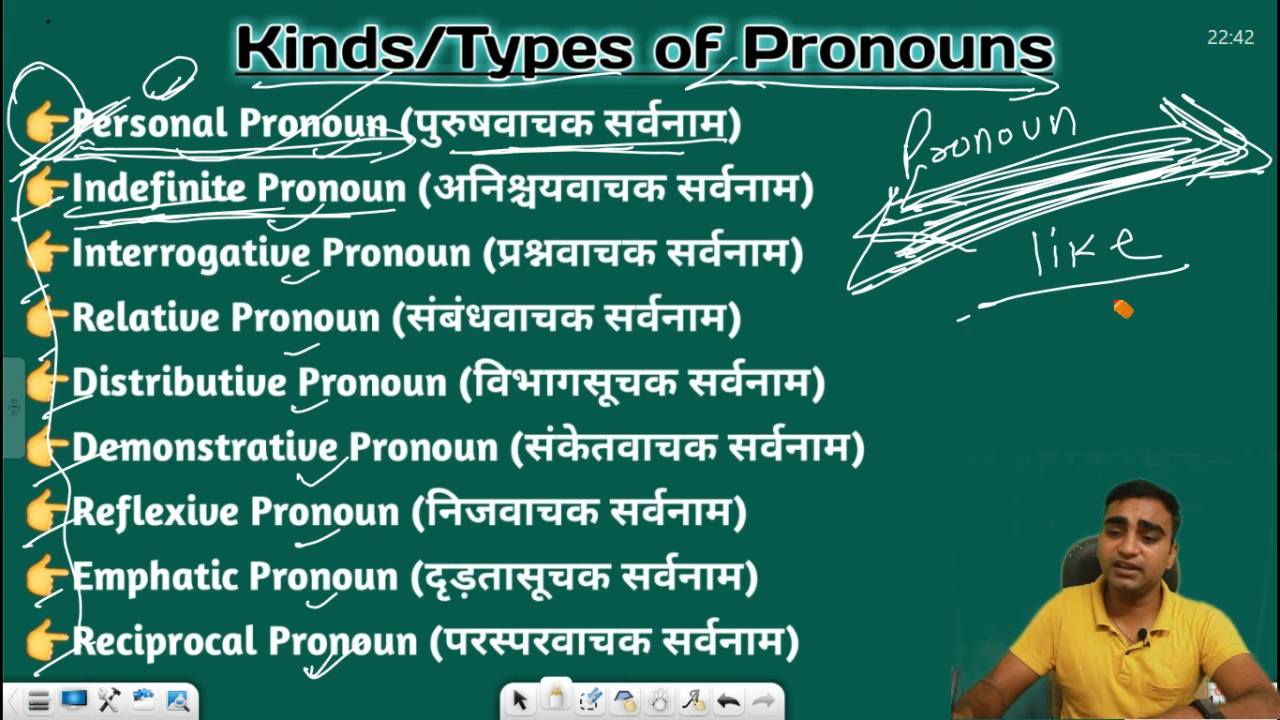 Kinds/Types of Pronouns
22:42
Personal Pronoun (पुरुषवाचक सर्वनाम)
Indefinite Pronoun (अनिश्चयवाचक सर्वनाम)
Interrogative Pronoun (प्रश्नवाचक सर्वनाम)
Relative Pronoun (संबंधवाचक सर्वनाम)
Distributive Pronoun (विभागसूचक सर्वनाम)
Demonstrative Pronoun (संकेतवाचक सर्वनाम)
Reflexive Pronoun (निजवाचक सर्वनाम)
Emphatic Pronoun (दृड़तासूचक सर्वनाम)
Reciprocal Pronoun (परस्परवाचक सर्वनाम)
Pronoun
like